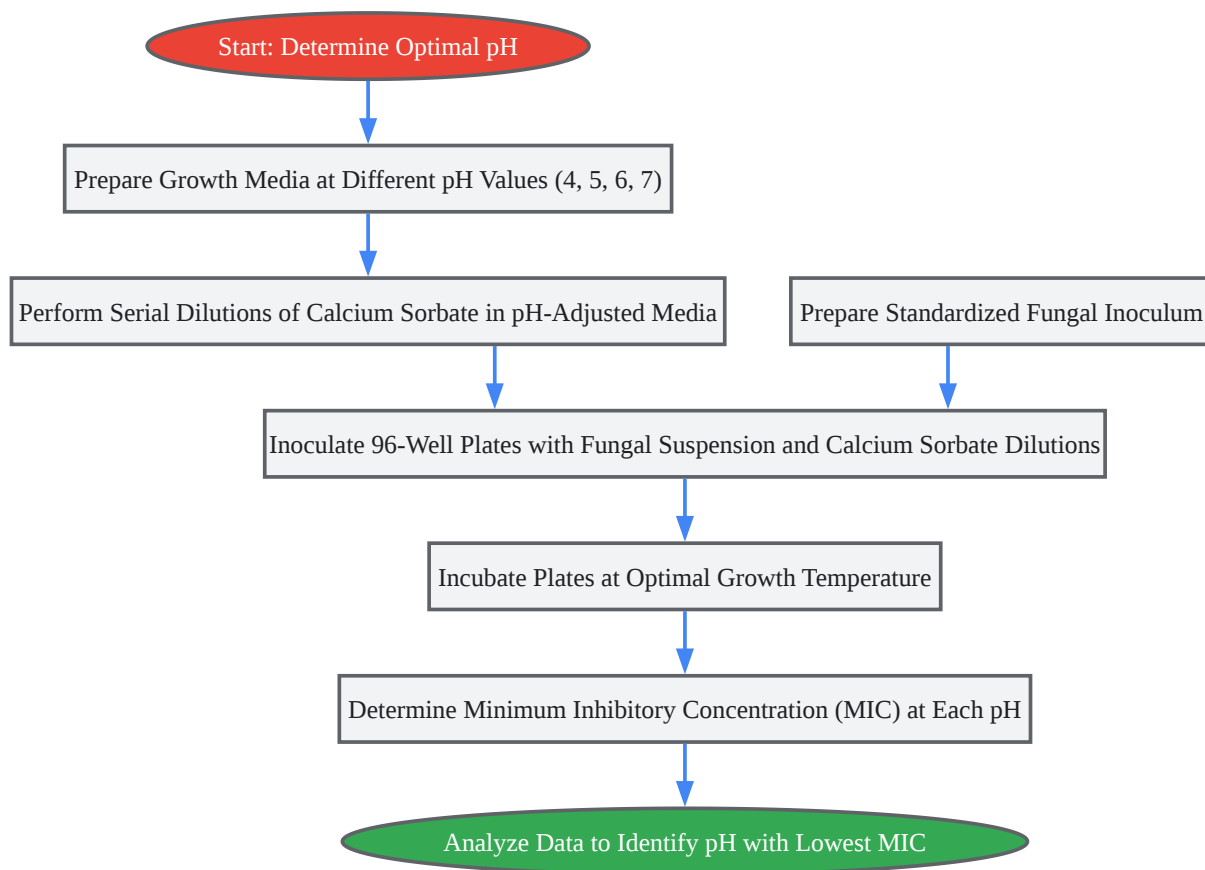 Start: Determine Optimal pH
Prepare Growth Media at Different pH Values (4, 5, 6, 7)
Perform Serial Dilutions of Calcium Sorbate in pH-Adjusted Media
Prepare Standardized Fungal Inoculum
Inoculate 96-Well Plates with Fungal Suspension and Calcium Sorbate Dilutions
Incubate Plates at Optimal Growth Temperature
Determine Minimum Inhibitory Concentration (MIC) at Each pH
Analyze Data to Identify pH with Lowest MIC